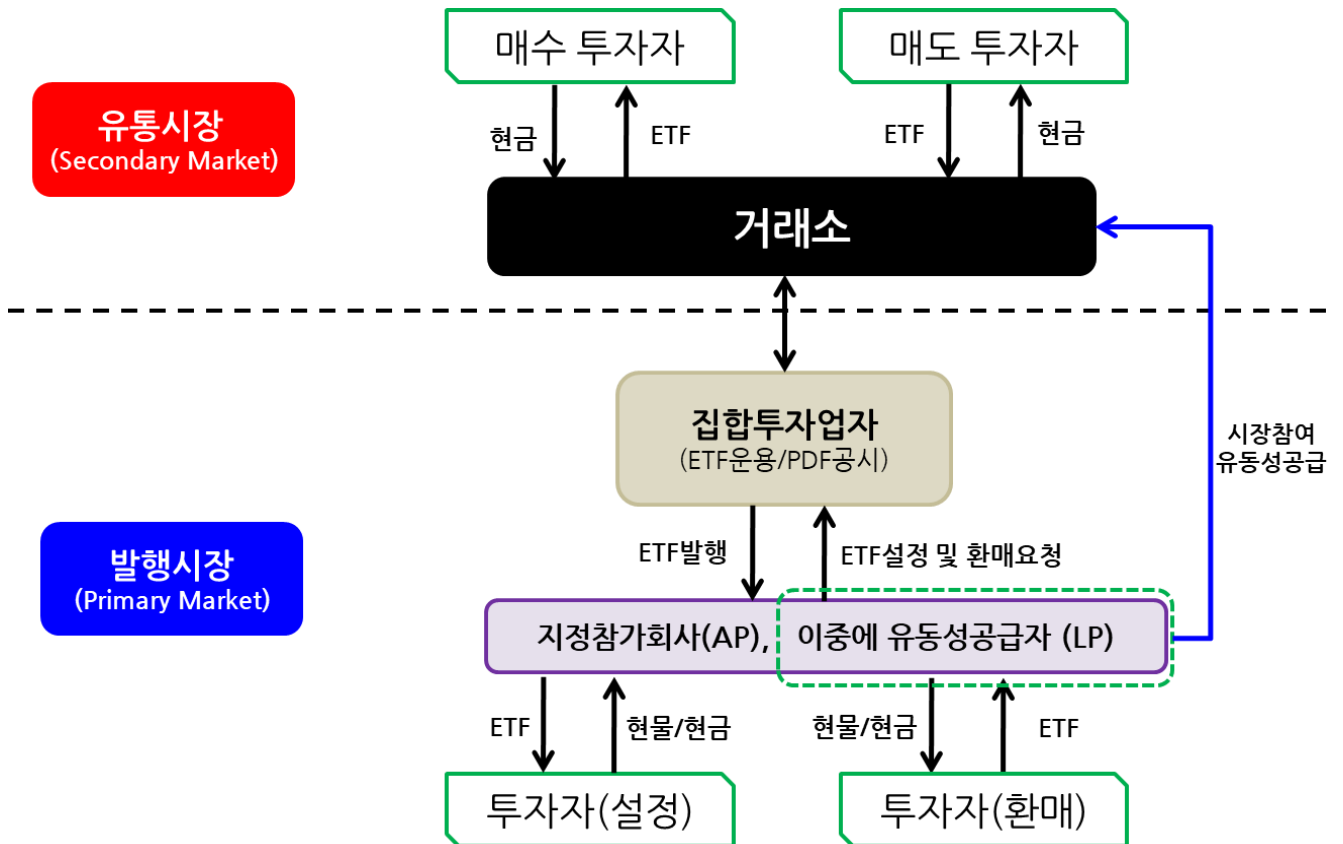 매수 투자자
매도 투자자
유통시장
(Secondary Market)
현금
ETF
ETF
현금
거래소
집합투자업자
(ETF운용/PDF공시)
시장참여
유동성공급
발행시장
(Primary Market)
ETF발행
ETF설정 및 환매요청
지정참가회사(AP), 이중에 유동성공급자 (LP)
ETF
현물/현금
현물/현금
ETF
투자자(설정)
투자자(환매)